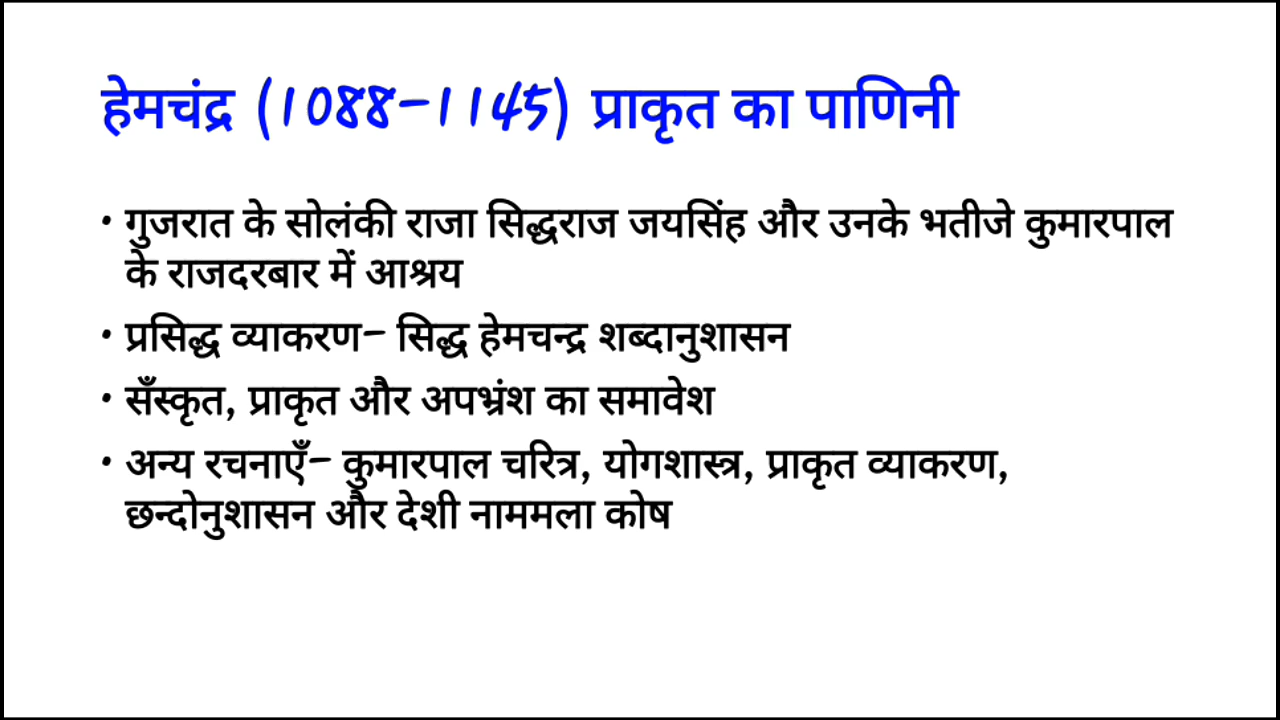 हेमचंद्र (1088-1145) प्राकृत का पाणिनी
• गुजरात के सोलंकी राजा सिद्धराज जयसिंह और उनके भतीजे कुमारपाल
के राजदरबार में आश्रय
• प्रसिद्ध व्याकरण- सिद्ध हेमचन्द्र शब्दानुशासन
• सँस्कृत, प्राकृत और अपभ्रंश का समावेश
• अन्य रचनाएँ- कुमारपाल चरित्र, योगशास्त्र, प्राकृत व्याकरण,
छन्दोनुशासन और देशी नाममला कोष